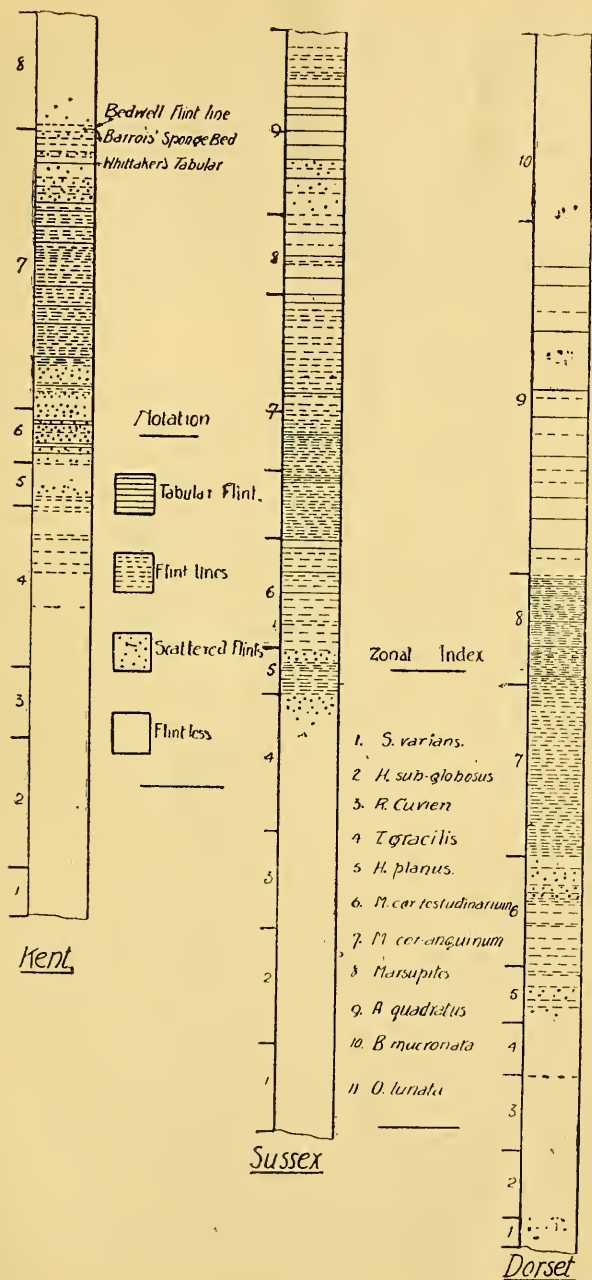 8
Bedwell Flint line
Barrois' Sponge Bed
Whittaker's Tabular
7
6
5
4
3
2
1
Kent
Notation
Tabular Flint.
Flint lines
Scattered Flints
Flintless
9
8
7
6
5
4
3
2
1
Sussex
Zonal Index
1. S. varians.
2 H. sub-globosus
3. R. Cuvieri
4 T gracilis
5 H. planus.
6. M. cor testudinarium
7. M cor-anguinum
8 Marsupites
9. A quadratus
10. B mucronata
11 O. lunata
10
9
8
7
6
5
4
3
2
1
Dorset